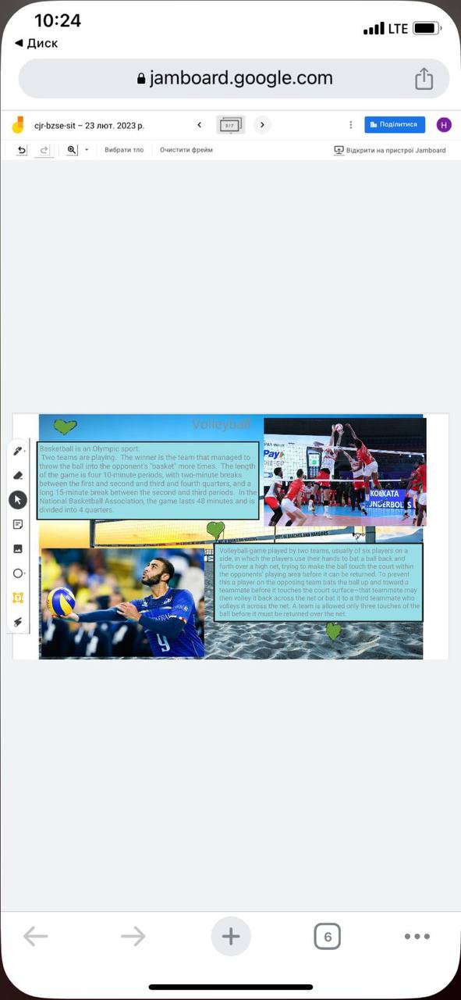 10:24
LTE
◀ Диск
jamboard.google.com
cjr-bzse-sit – 23 лют. 2023 р.
3/7
Поділитися
H
Вибрати тло
Очистити фрейм
Відкрити на пристрої Jamboard
Volleyball
Basketball is an Olympic sport.
Two teams are playing. The winner is the team that managed to
throw the ball into the opponent's "basket" more times. The length
of the game is four 10-minute periods, with two-minute breaks
between the first and second and third and fourth quarters, and a
long 15-minute break between the second and third periods. In the
National Basketball Association, the game lasts 48 minutes and is
divided into 4 quarters.
Pay
KOLKATA
Volleyball-game played by two teams, usually of six players on a
side, in which the players use their hands to bat a ball back and
forth over a high net, trying to make the ball touch the court within
the opponents' playing area before it can be returned. To prevent
this a player on the opposing team bats the ball up and toward a
teammate before it touches the court surface—that teammate may
then volley it back across the net or bat it to a third teammate who
volleys it across the net. A team is allowed only three touches of the
ball before it must be returned over the net.
9
6